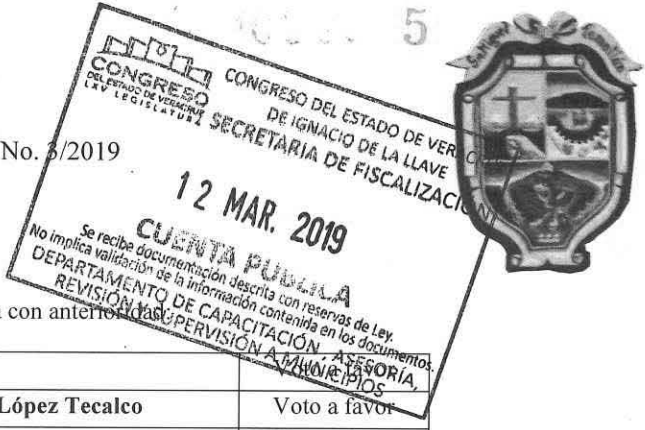 5
CONGRESO
DEL ESTADO DE VERACRUZ
LXV LEGISLATURA
CONGRESO DEL ESTADO DE VERAC
DE IGNACIO DE LA LLAVE
SECRETARIA DE FISCALIZACIÓN
No. 3/2019
12 MAR. 2019
CUENTA PUBLICA
Se recibe documentación descrita con reservas de Ley.
No implica validación de la información contenida en los documentos.
DEPARTAMENTO DE CAPACITACIÓN, ASESORÍA,
REVISIÓN Y SUPERVISIÓN A MUNICIPIOS
con anterioridad
Voto a favor
López Tecalco Voto a favor